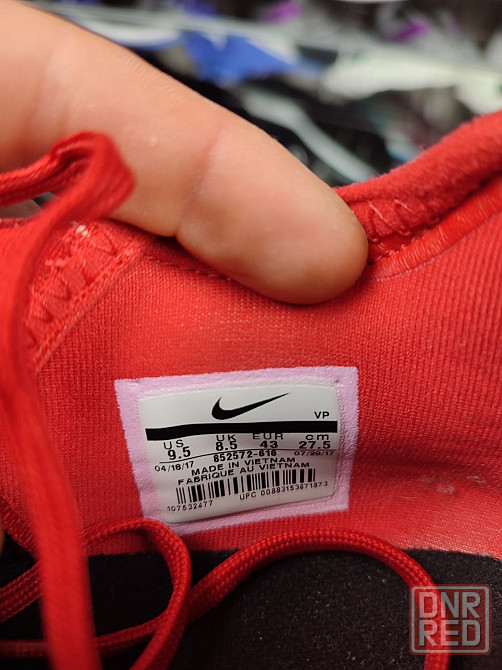 VP
US UK EUR cm
9.5 8.5 43 27.5
04/18/17 852572-616 07/29/17
MADE IN VIETNAM
FABRIQUE AU VIETNAM
107532477 UPC 00883153671873
DNR
RED